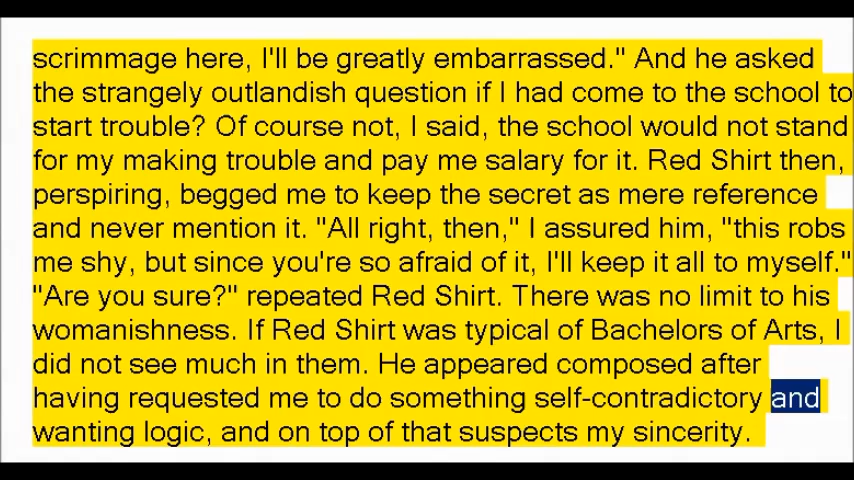 scrimmage here, I'll be greatly embarrassed." And he asked
the strangely outlandish question if I had come to the school to
start trouble? Of course not, I said, the school would not stand
for my making trouble and pay me salary for it. Red Shirt then,
perspiring, begged me to keep the secret as mere reference
and never mention it. "All right, then," I assured him, "this robs
me shy, but since you're so afraid of it, I'll keep it all to myself."
"Are you sure?" repeated Red Shirt. There was no limit to his
womanishness. If Red Shirt was typical of Bachelors of Arts, I
did not see much in them. He appeared composed after
having requested me to do something self-contradictory and
wanting logic, and on top of that suspects my sincerity.